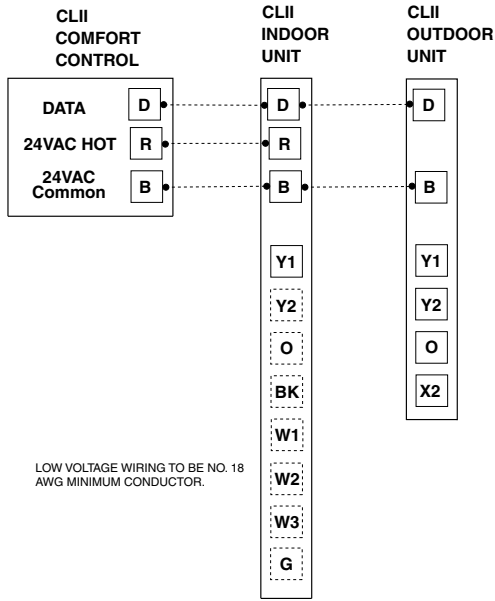 CLII
COMFORT
CONTROL
CLII
INDOOR
UNIT
CLII
OUTDOOR
UNIT
DATA D D D
24VAC HOT R R
24VAC
Common B B B
Y1 Y1
Y2 Y2
O O
BK X2
W1
LOW VOLTAGE WIRING TO BE NO. 18
AWG MINIMUM CONDUCTOR.
W2
W3
G